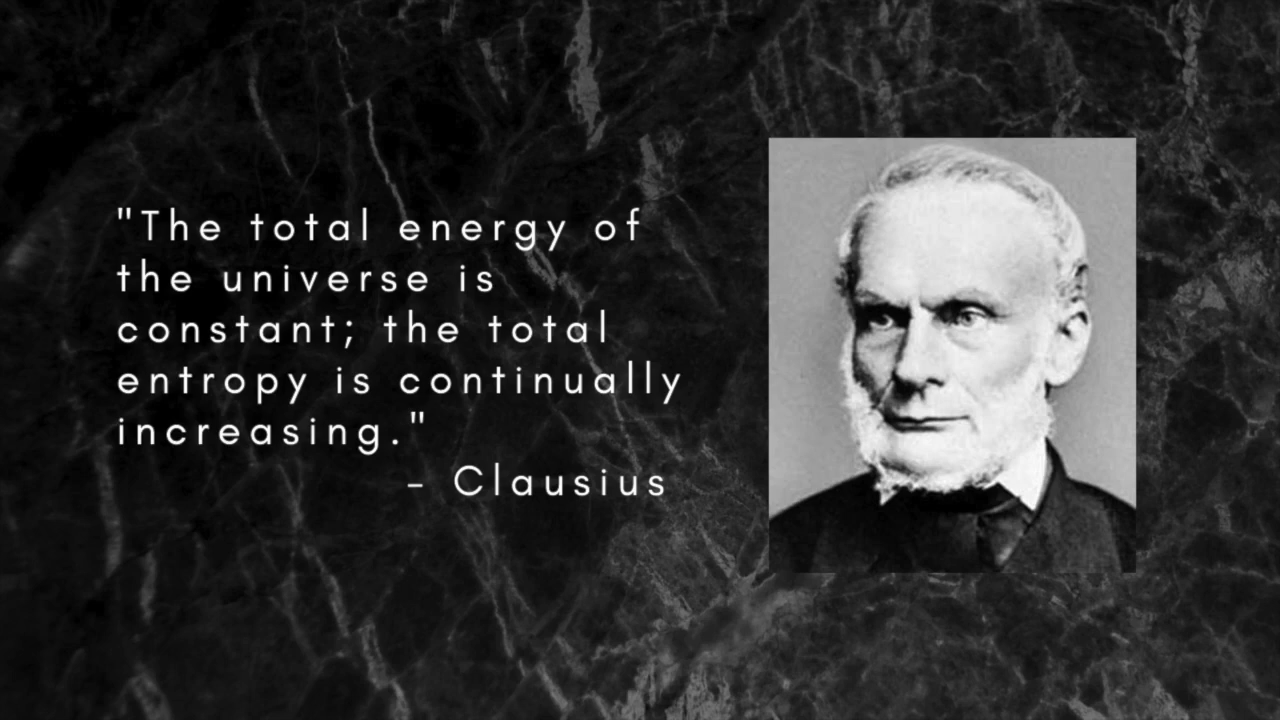 "The total energy of
the universe is
constant; the total
entropy is continually
increasing."
- Clausius